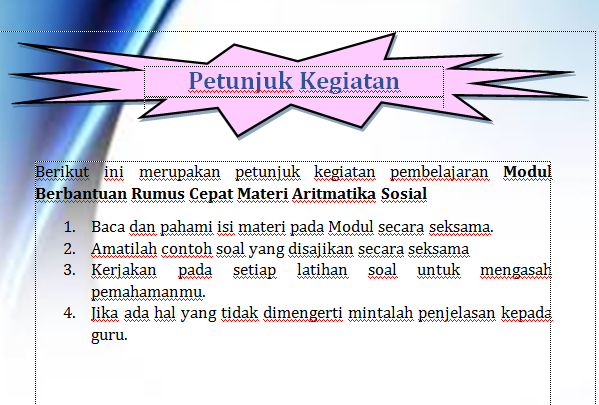 Petunjuk Kegiatan
Berikut ini merupakan petunjuk kegiatan pembelajaran Modul
Berbantuan Rumus Cepat Materi Aritmatika Sosial
1. Baca dan pahami isi materi pada Modul secara seksama.
2. Amatilah contoh soal yang disajikan secara seksama
3. Kerjakan pada setiap latihan soal untuk mengasah
pemahamanmu.
4. Jika ada hal yang tidak dimengerti mintalah penjelasan kepada
guru.